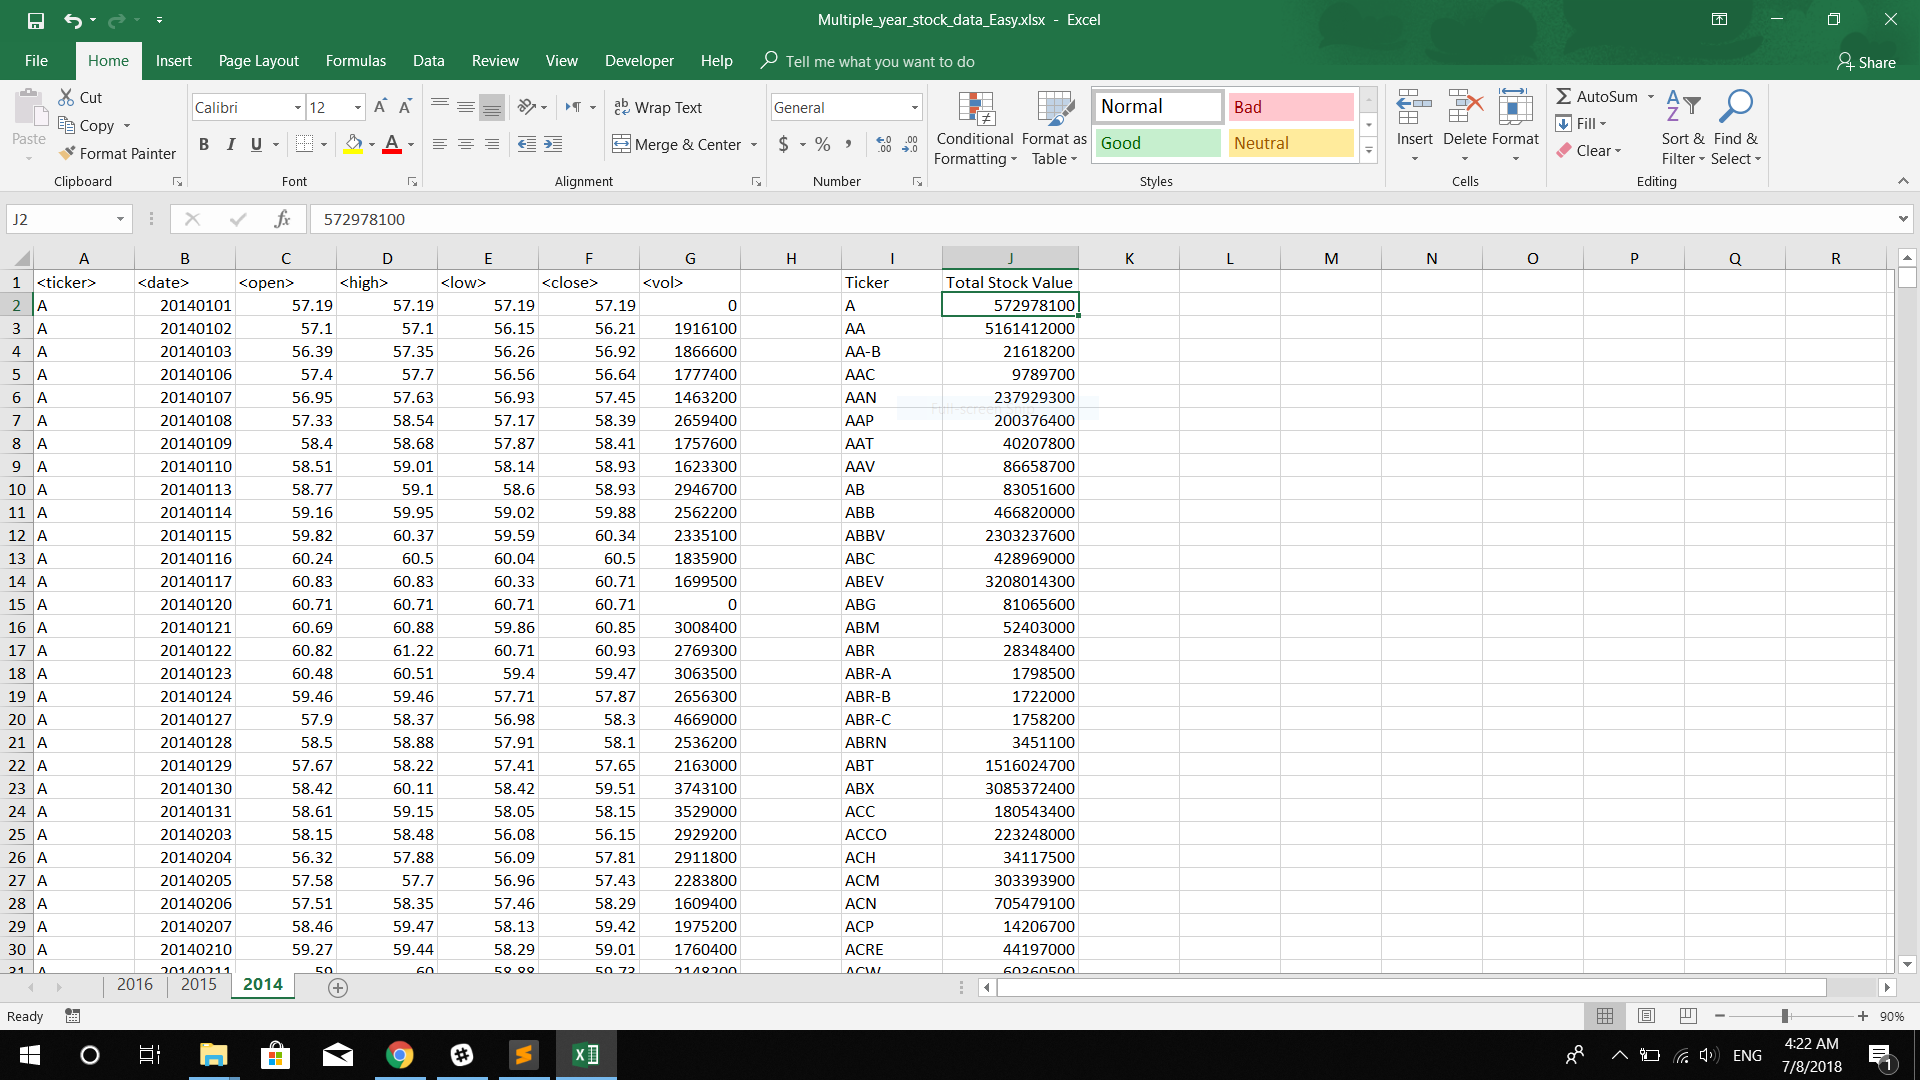 Multiple_year_stock_data_Easy.xlsx - Excel
File Home Insert Page Layout Formulas Data Review View Developer Help Tell me what you want to do Share
Paste Cut Copy Format Painter Clipboard
Calibri 12 B I U A Font
Wrap Text Merge & Center Alignment
General $ % , Number
Conditional Formatting Format as Table Normal Bad Good Neutral Styles
Insert Delete Format Cells
AutoSum Fill Clear Sort & Filter Find & Select Editing
J2 fx 572978100
A B C D E F G H I J K L M N O P Q R
1 <ticker> <date> <open> <high> <low> <close> <vol> Ticker Total Stock Value
2 A 20140101 57.19 57.19 57.19 57.19 0 A 572978100
3 A 20140102 57.1 57.1 56.15 56.21 1916100 AA 5161412000
4 A 20140103 56.39 57.35 56.26 56.92 1866600 AA-B 21618200
5 A 20140106 57.4 57.7 56.56 56.64 1777400 AAC 9789700
6 A 20140107 56.95 57.63 56.93 57.45 1463200 AAN 237929300
7 A 20140108 57.33 58.54 57.17 58.39 2659400 AAP 200376400
8 A 20140109 58.4 58.68 57.87 58.41 1757600 AAT 40207800
9 A 20140110 58.51 59.01 58.14 58.93 1623300 AAV 86658700
10 A 20140113 58.77 59.1 58.6 58.93 2946700 AB 83051600
11 A 20140114 59.16 59.95 59.02 59.88 2562200 ABB 466820000
12 A 20140115 59.82 60.37 59.59 60.34 2335100 ABBV 2303237600
13 A 20140116 60.24 60.5 60.04 60.5 1835900 ABC 428969000
14 A 20140117 60.83 60.83 60.33 60.71 1699500 ABEV 3208014300
15 A 20140120 60.71 60.71 60.71 60.71 0 ABG 81065600
16 A 20140121 60.69 60.88 59.86 60.85 3008400 ABM 52403000
17 A 20140122 60.82 61.22 60.71 60.93 2769300 ABR 28348400
18 A 20140123 60.48 60.51 59.4 59.47 3063500 ABR-A 1798500
19 A 20140124 59.46 59.46 57.71 57.87 2656300 ABR-B 1722000
20 A 20140127 57.9 58.37 56.98 58.3 4669000 ABR-C 1758200
21 A 20140128 58.5 58.88 57.91 58.1 2536200 ABRN 3451100
22 A 20140129 57.67 58.22 57.41 57.65 2163000 ABT 1516024700
23 A 20140130 58.42 60.11 58.42 59.51 3743100 ABX 3085372400
24 A 20140131 58.61 59.15 58.05 58.15 3529000 ACC 180543400
25 A 20140203 58.15 58.48 56.08 56.15 2929200 ACCO 223248000
26 A 20140204 56.32 57.88 56.09 57.81 2911800 ACH 34117500
27 A 20140205 57.58 57.7 56.96 57.43 2283800 ACM 303393900
28 A 20140206 57.51 58.35 57.46 58.29 1609400 ACN 705479100
29 A 20140207 58.46 59.47 58.13 59.42 1975200 ACP 14206700
30 A 20140210 59.27 59.44 58.29 59.01 1760400 ACRE 44197000
31 A 20140211 59 60 58.88 59.73 2148200 ACW 60360500
2016 2015 2014
Ready 90%
ENG 4:22 AM
7/8/2018 1